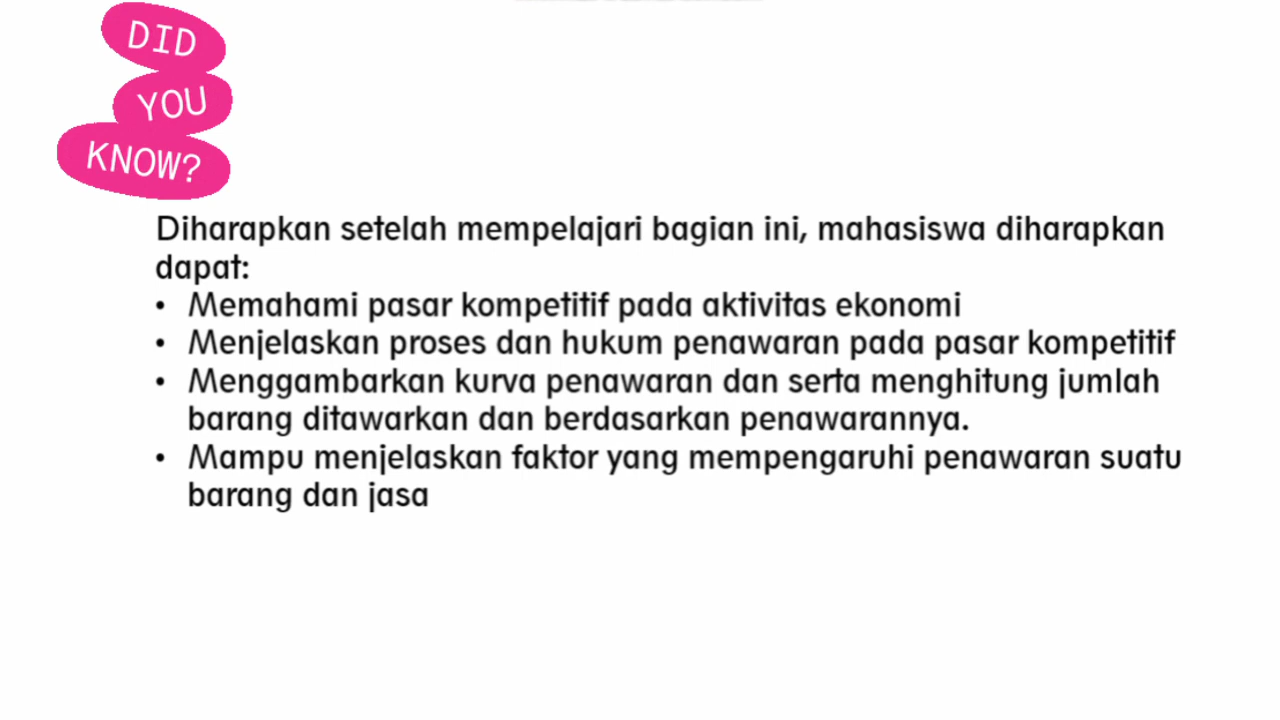 DID
YOU
KNOW?
Diharapkan setelah mempelajari bagian ini, mahasiswa diharapkan
dapat:
• Memahami pasar kompetitif pada aktivitas ekonomi
• Menjelaskan proses dan hukum penawaran pada pasar kompetitif
• Menggambarkan kurva penawaran dan serta menghitung jumlah
barang ditawarkan dan berdasarkan penawarannya.
• Mampu menjelaskan faktor yang mempengaruhi penawaran suatu
barang dan jasa